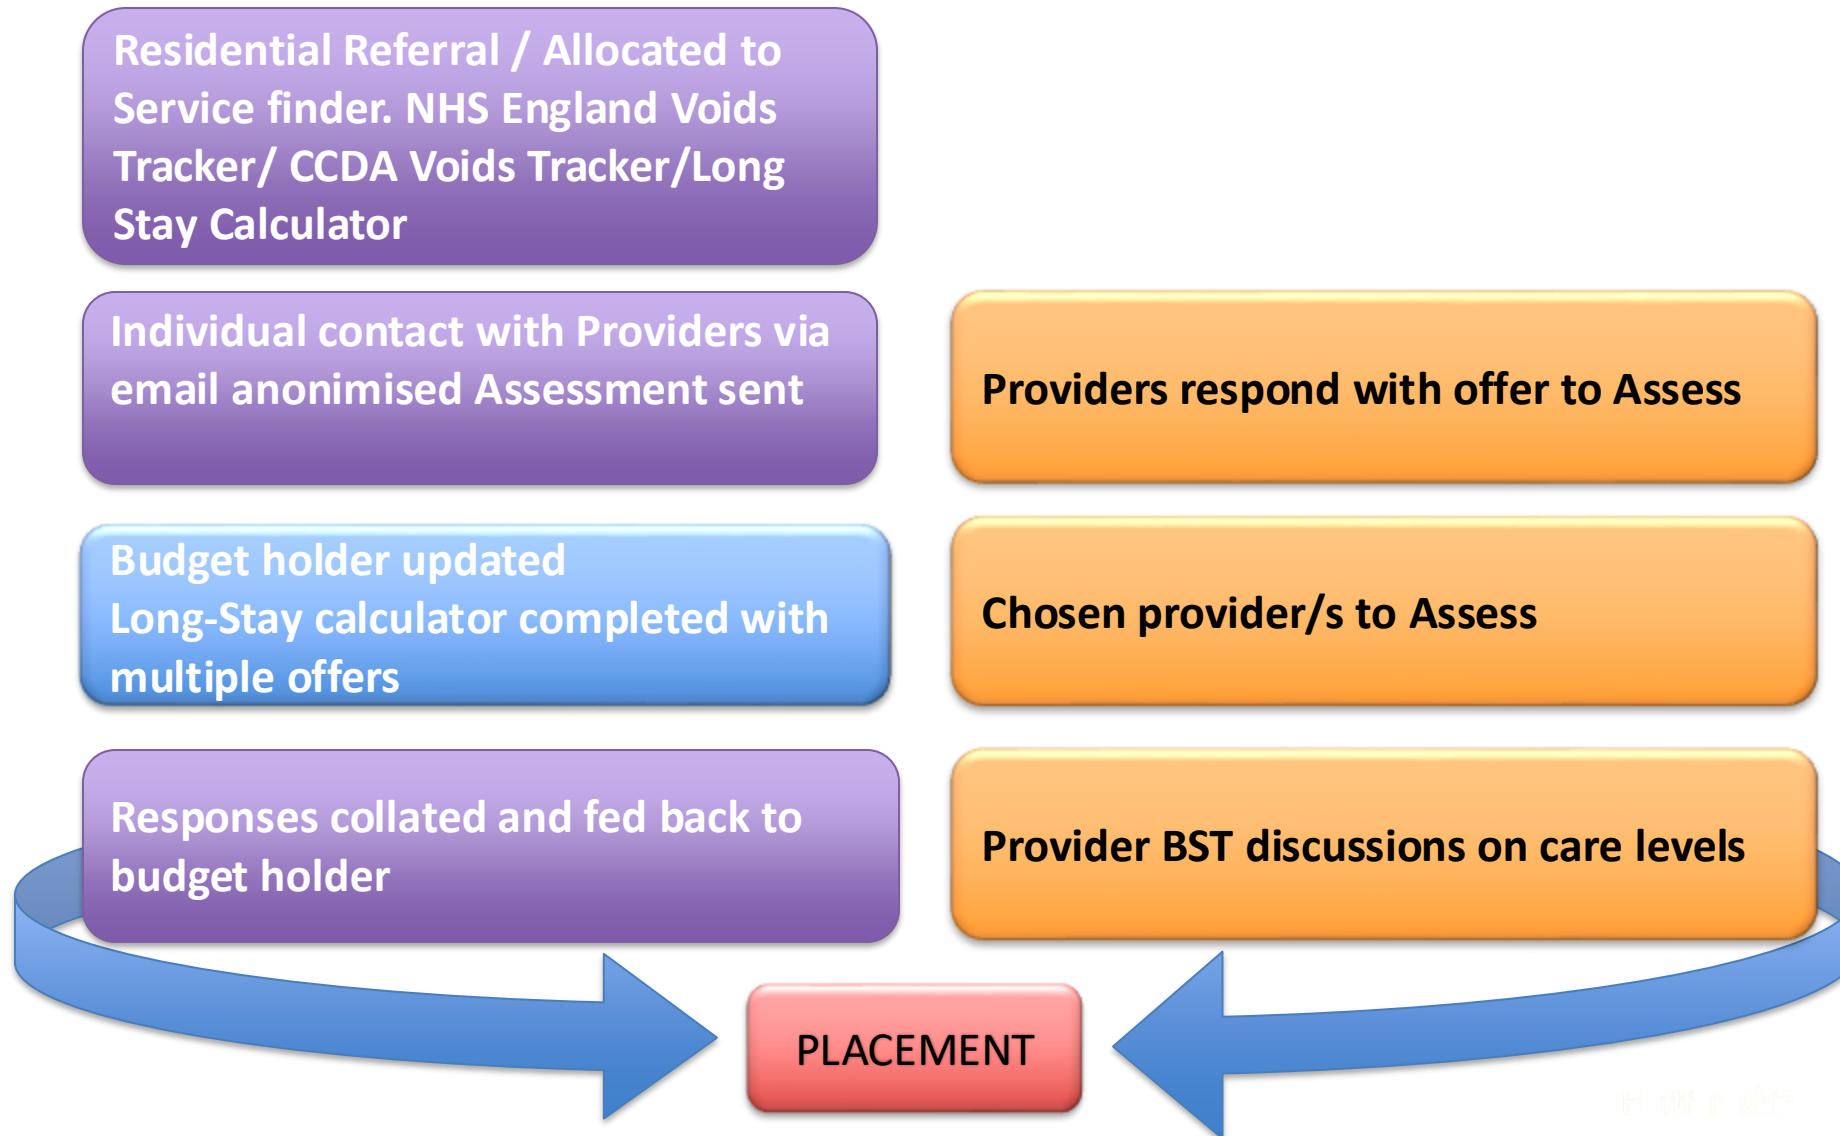 Residential Referral / Allocated to
Service finder. NHS England Voids
Tracker/ CCDA Voids Tracker/Long
Stay Calculator
Individual contact with Providers via
email anonimised Assessment sent
Providers respond with offer to Assess
Budget holder updated
Long-Stay calculator completed with
multiple offers
Chosen provider/s to Assess
Responses collated and fed back to
budget holder
Provider BST discussions on care levels
PLACEMENT